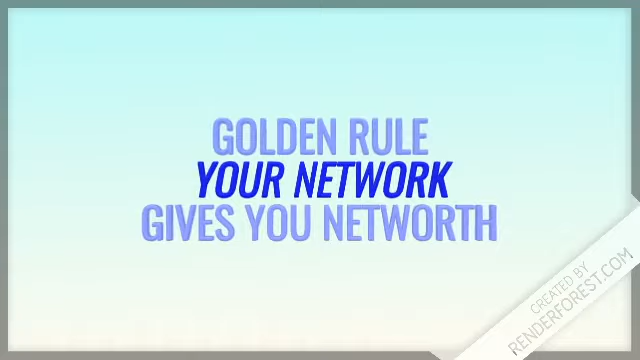 GOLDEN RULE
YOUR NETWORK
GIVES YOU NETWORTH
CREATED BY
RENDERFOREST.COM